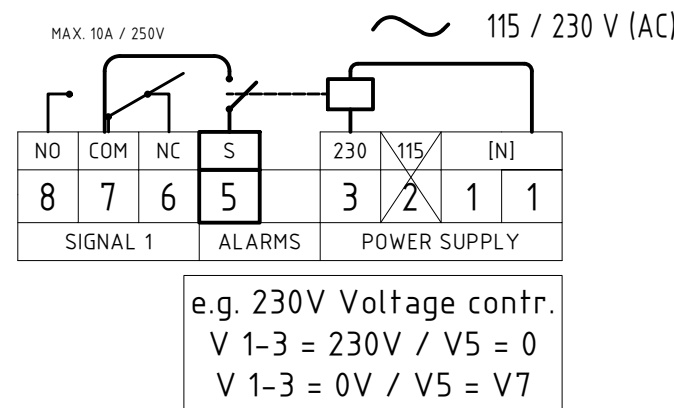 MAX. 10A / 250V
115 / 230 V (AC)
NO COM NC S 230 115 [N]
8 7 6 5 3 2 1 1
SIGNAL 1 ALARMS POWER SUPPLY
e.g. 230V Voltage contr.
V 1-3 = 230V / V5 = 0
V 1-3 = 0V / V5 = V7